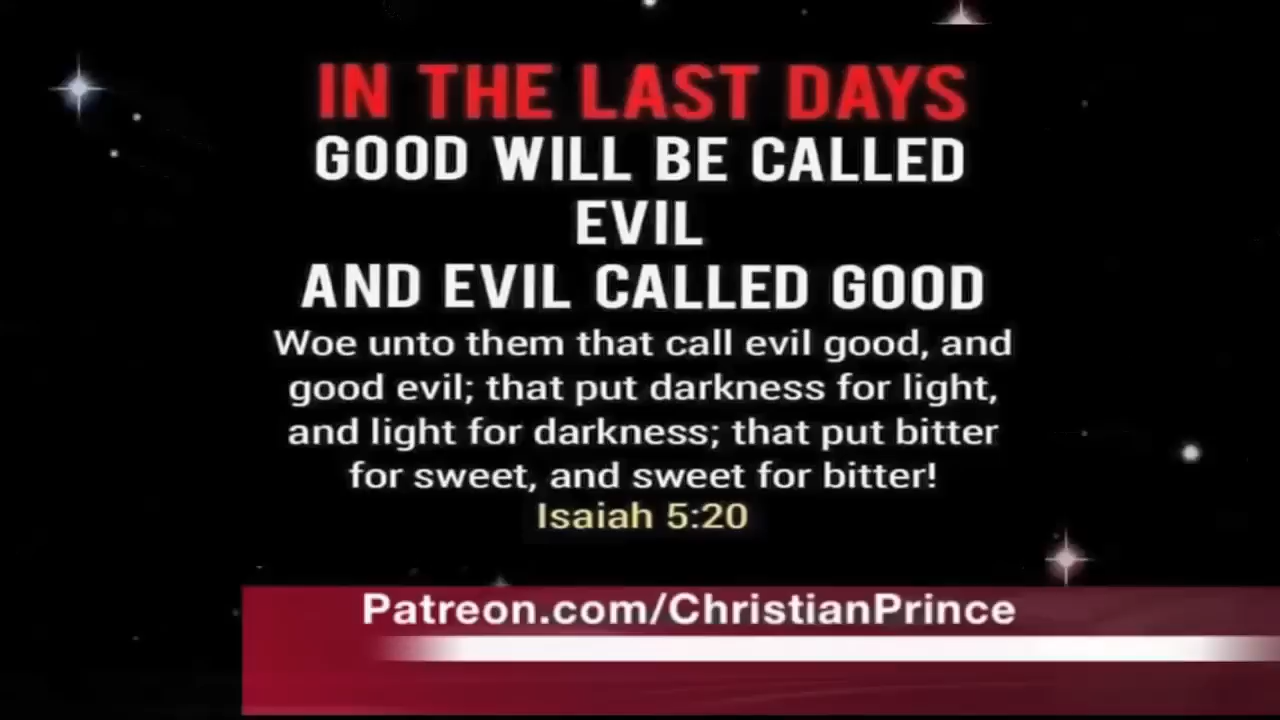 IN THE LAST DAYS
GOOD WILL BE CALLED
EVIL
AND EVIL CALLED GOOD
Woe unto them that call evil good, and
good evil; that put darkness for light,
and light for darkness; that put bitter
for sweet, and sweet for bitter!
Isaiah 5:20
Patreon.com/ChristianPrince